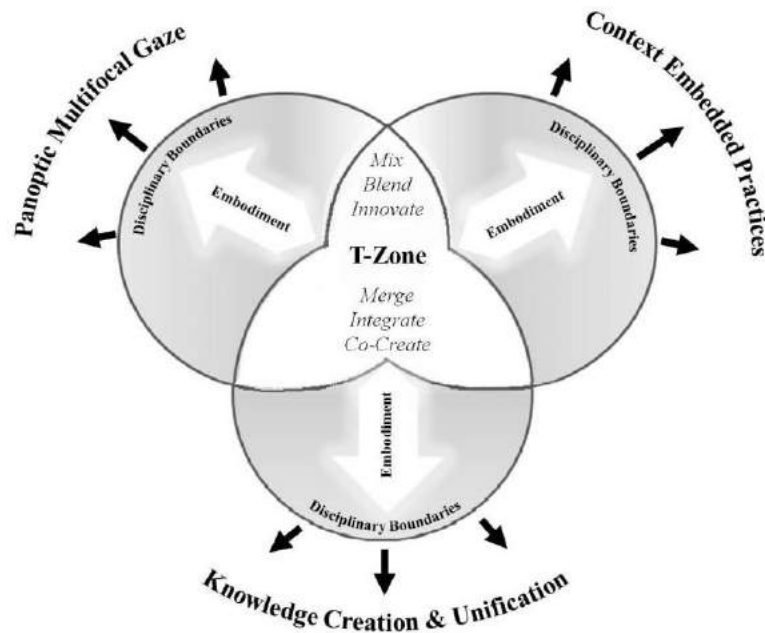 Panoptic Multifocal Gaze
Context Embedded Practices
Disciplinary Boundaries
Disciplinary Boundaries
Embodiment
Embodiment
Mix
Blend
Innovate
T-Zone
Merge
Integrate
Co-Create
Embodiment
Disciplinary Boundaries
Knowledge Creation & Unification